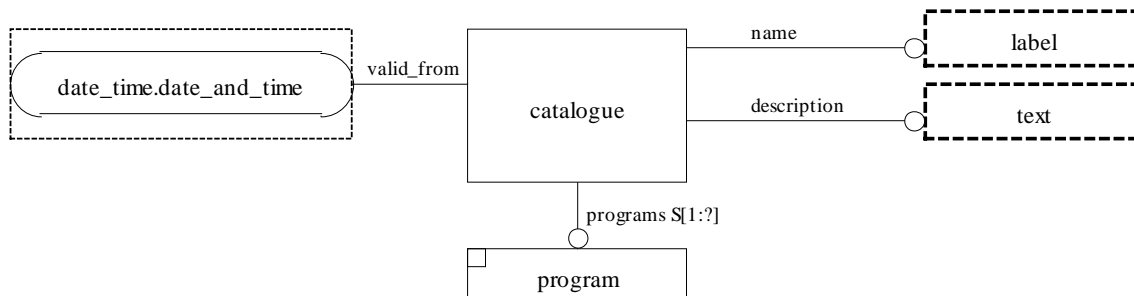 name
label
valid_from
date_time.date_and_time
catalogue
description
text
programs S[1:?]
program